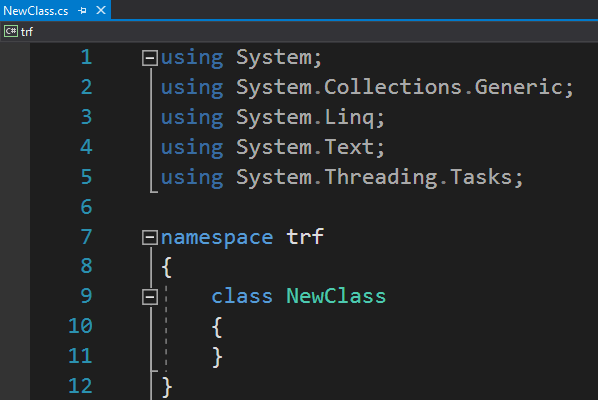 NewClass.cs
C# trf
1 using System;
2 using System.Collections.Generic;
3 using System.Linq;
4 using System.Text;
5 using System.Threading.Tasks;
6
7 namespace trf
8 {
9 class NewClass
10 {
11 }
12 }